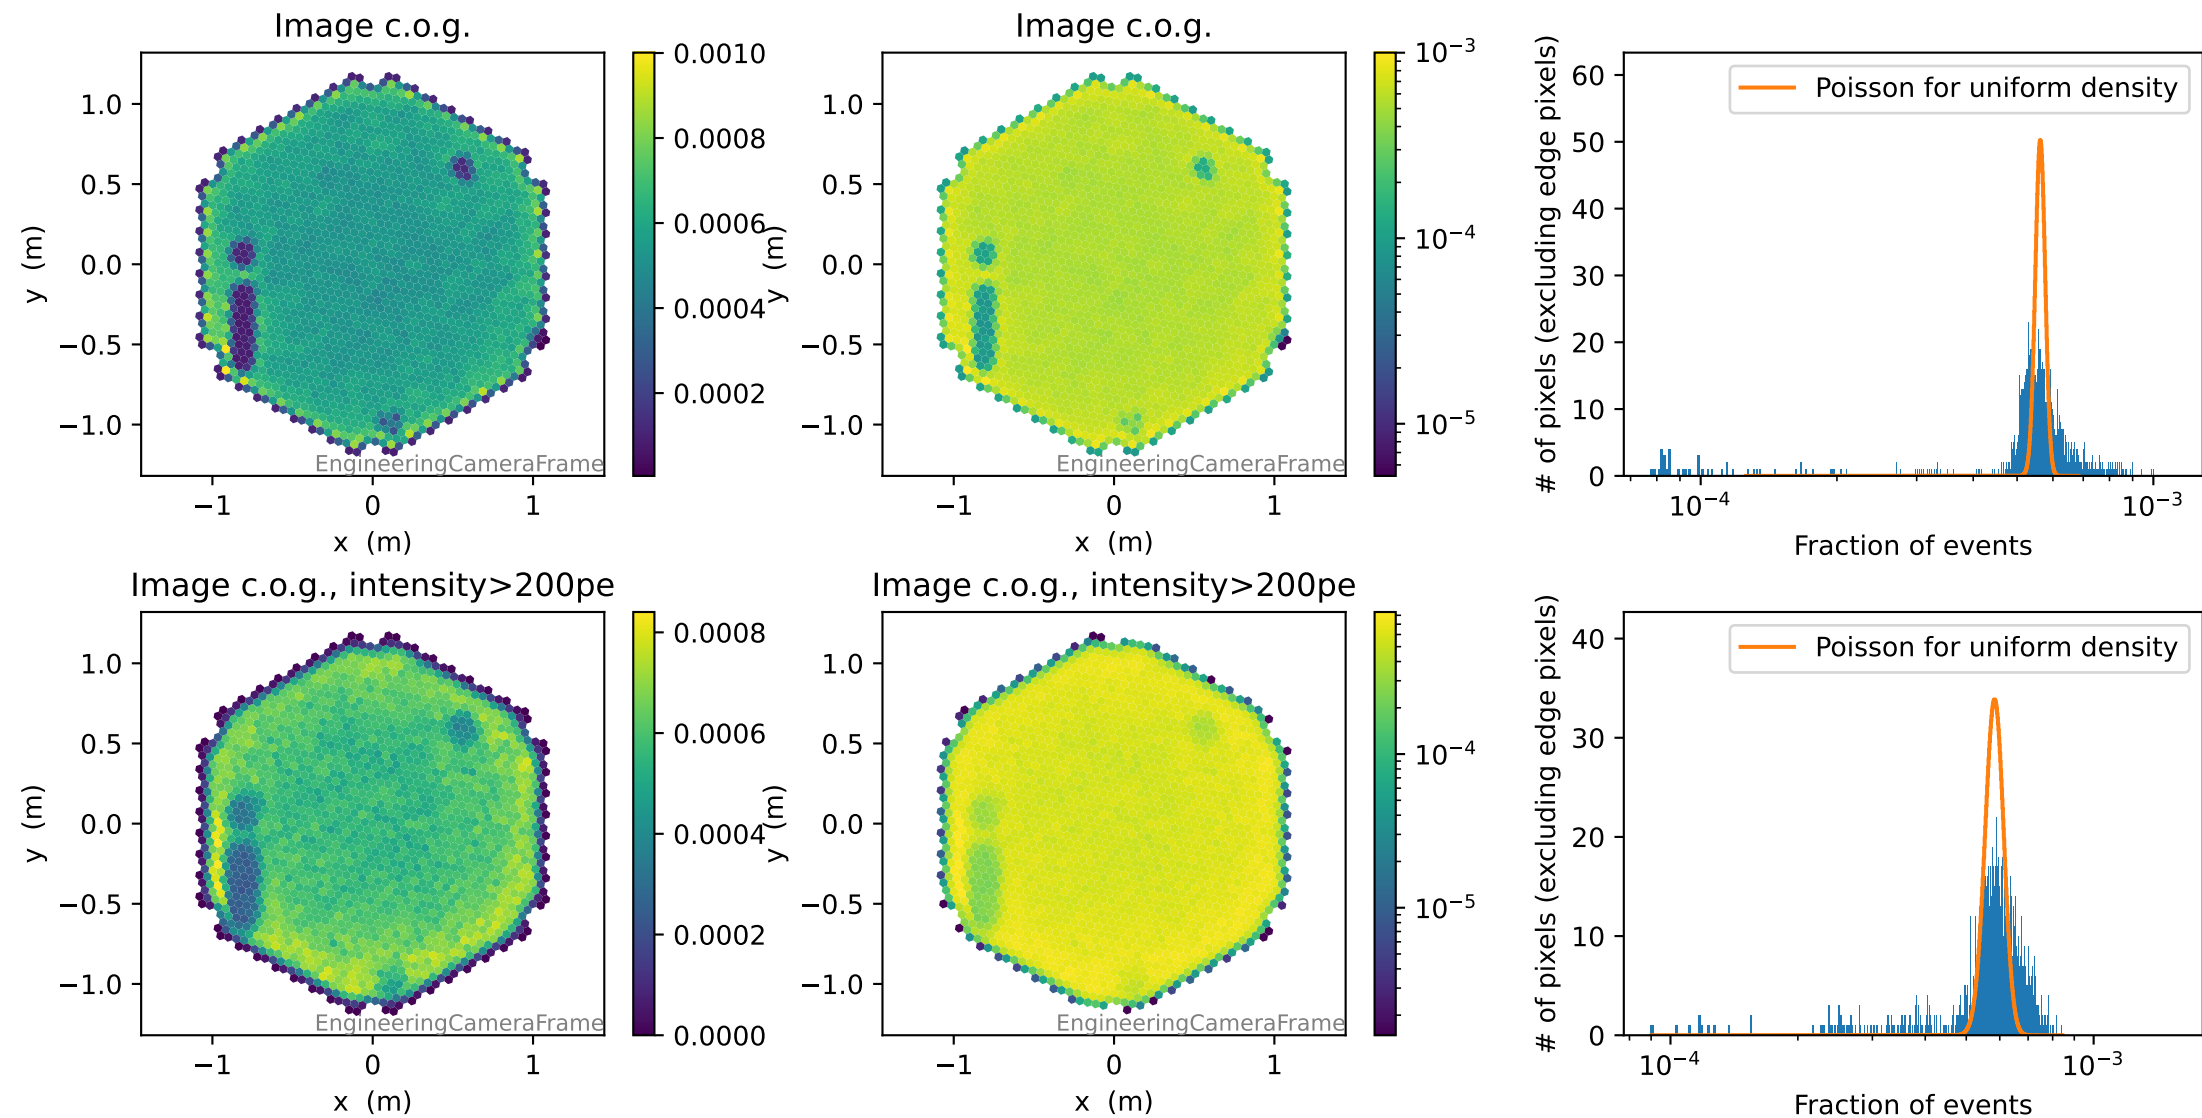 Image c.o.g.
1.0
0.5
0.0
−0.5
−1.0
y (m)
−1
0
1
x (m)
EngineeringCameraFrame
0.0010
0.0008
0.0006
0.0004
0.0002
Image c.o.g.
1.0
0.5
0.0
−0.5
−1.0
y (m)
−1
0
1
x (m)
EngineeringCameraFrame
10⁻³
10⁻⁴
10⁻⁵
60
50
40
30
20
10
0
# of pixels (excluding edge pixels)
Poisson for uniform density
10⁻⁴
10⁻³
Fraction of events
Image c.o.g., intensity>200pe
1.0
0.5
0.0
−0.5
−1.0
y (m)
−1
0
1
x (m)
EngineeringCameraFrame
0.0008
0.0006
0.0004
0.0002
0.0000
Image c.o.g., intensity>200pe
1.0
0.5
0.0
−0.5
−1.0
y (m)
−1
0
1
x (m)
EngineeringCameraFrame
10⁻⁴
10⁻⁵
40
30
20
10
0
# of pixels (excluding edge pixels)
Poisson for uniform density
10⁻⁴
10⁻³
Fraction of events